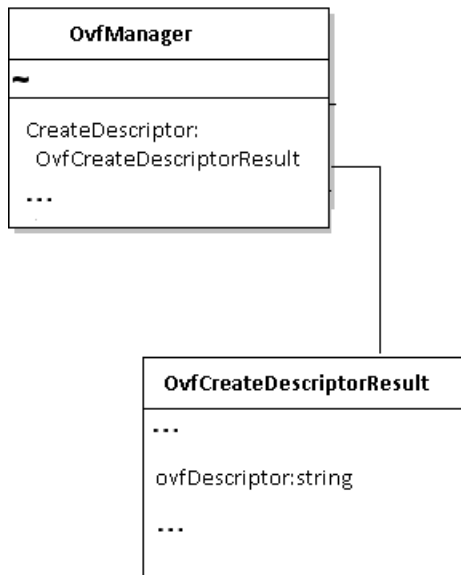 OvfManager
~
CreateDescriptor:
OvfCreateDescriptorResult
...
OvfCreateDescriptorResult
...
ovfDescriptor:string
...